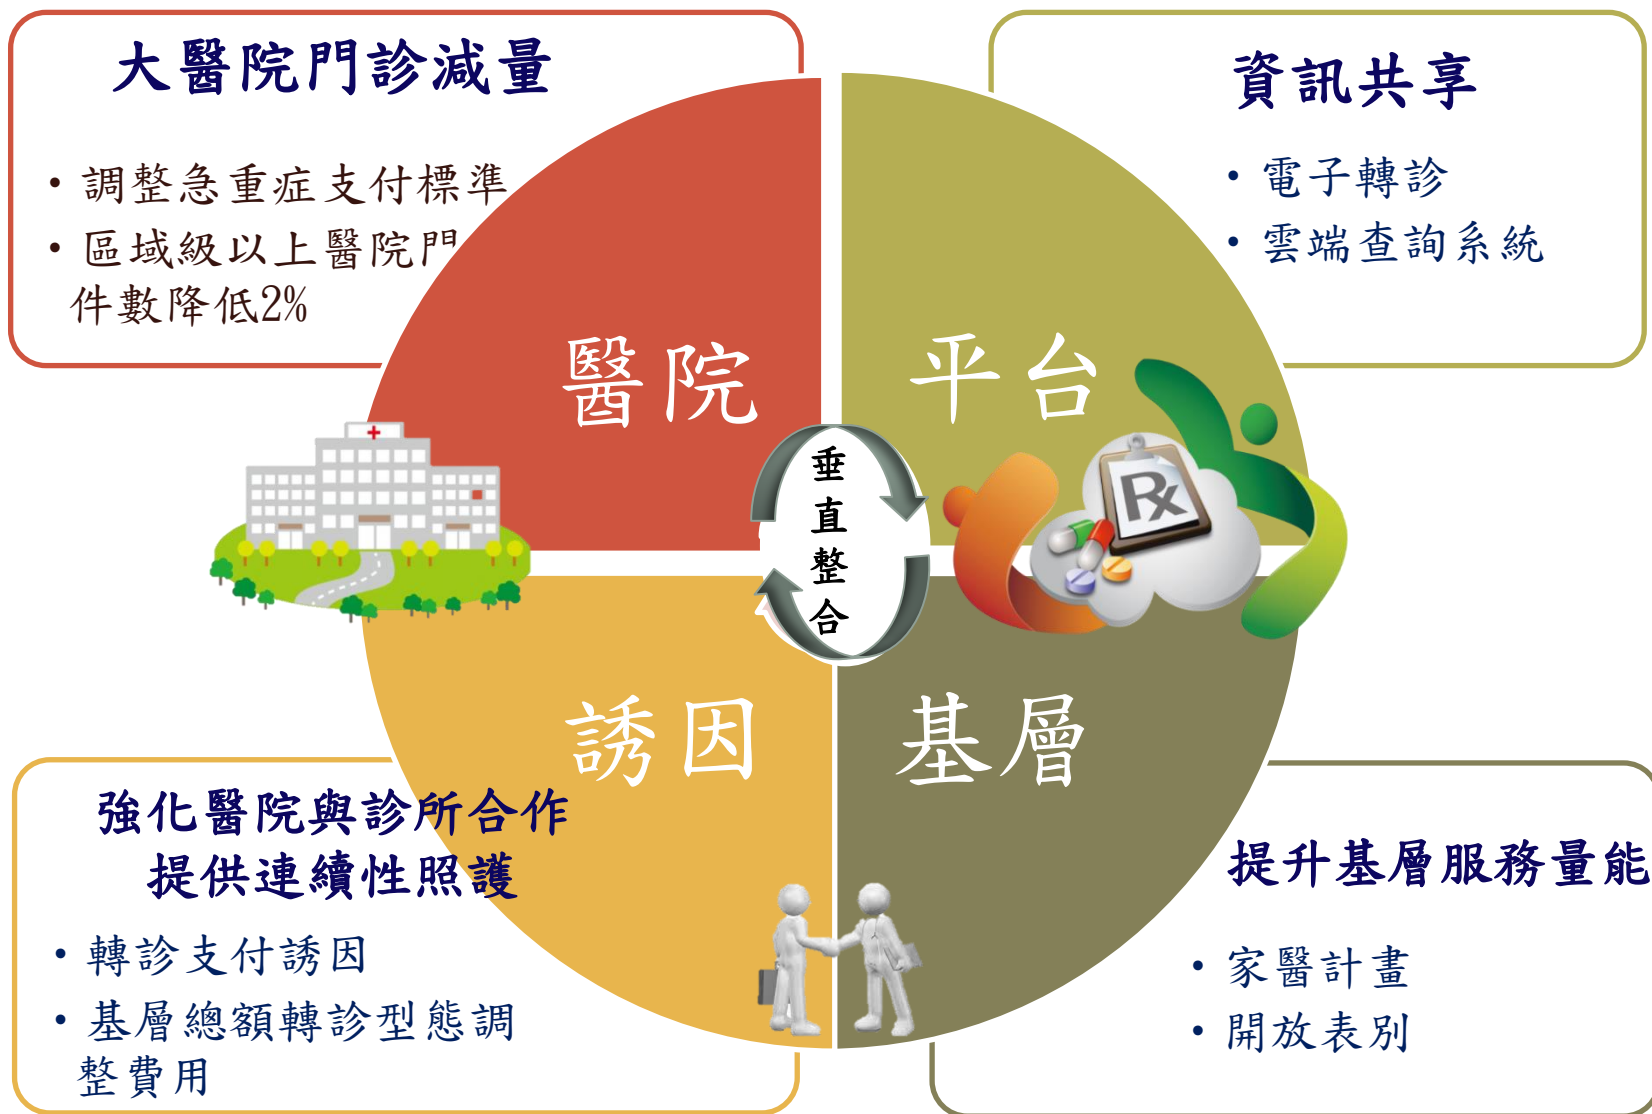 大醫院門診減量
• 調整急重症支付標準
• 區域級以上醫院門
件數降低2%
資訊共享
• 電子轉診
• 雲端查詢系統
醫院
平台
垂直整合
Rx
誘因
基層
強化醫院與診所合作
提供連續性照護
• 轉診支付誘因
• 基層總額轉診型態調
整費用
提升基層服務量能
• 家醫計畫
• 開放表別